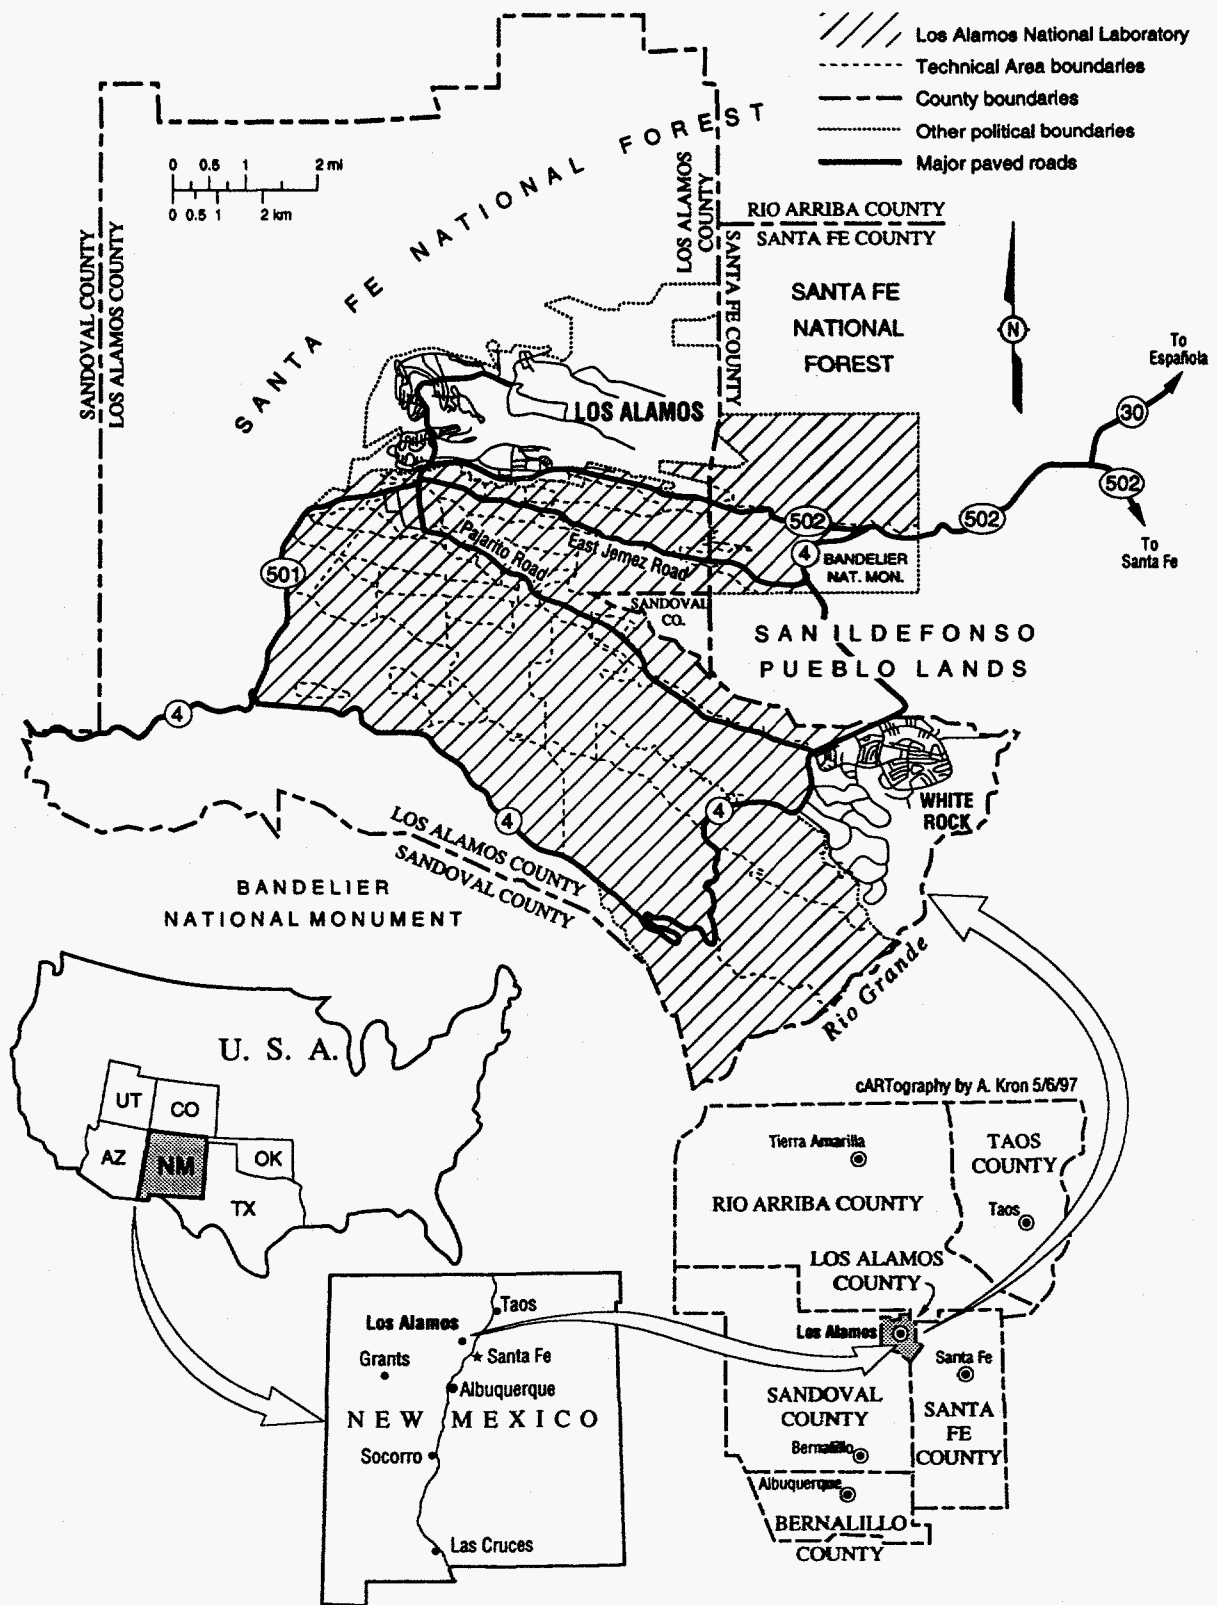 Los Alamos National Laboratory
Technical Area boundaries
County boundaries
Other political boundaries
Major paved roads
0 0.5 1 2 mi
0 0.5 1 2 km
SANTA FE NATIONAL FOREST
SANDOVAL COUNTY
LOS ALAMOS COUNTY
LOS ALAMOS
COUNTY
SANTA FE COUNTY
RIO ARRIBA COUNTY
SANTA FE COUNTY
SANTA FE
NATIONAL
FOREST
N
To
Española
30
502
To
Santa Fe
LOS ALAMOS
502
502
4
BANDELIER
NAT. MON.
501
Pajarito Road
East Jemez Road
SANDOVAL
CO.
SAN ILDEFONSO
PUEBLO LANDS
4
4
4
WHITE
ROCK
LOS ALAMOS COUNTY
SANDOVAL COUNTY
BANDELIER
NATIONAL MONUMENT
Rio Grande
cARTography by A. Kron 5/6/97
U. S. A.
UT
CO
AZ
NM
OK
TX
Taos
Los Alamos
Santa Fe
Grants
Albuquerque
NEW MEXICO
Socorro
Las Cruces
Tierra Amarilla
TAOS
COUNTY
RIO ARRIBA COUNTY
Taos
LOS ALAMOS
COUNTY
Los Alamos
Santa Fe
SANDOVAL
COUNTY
SANTA
FE
COUNTY
Bernalillo
Albuquerque
BERNALILLO
COUNTY